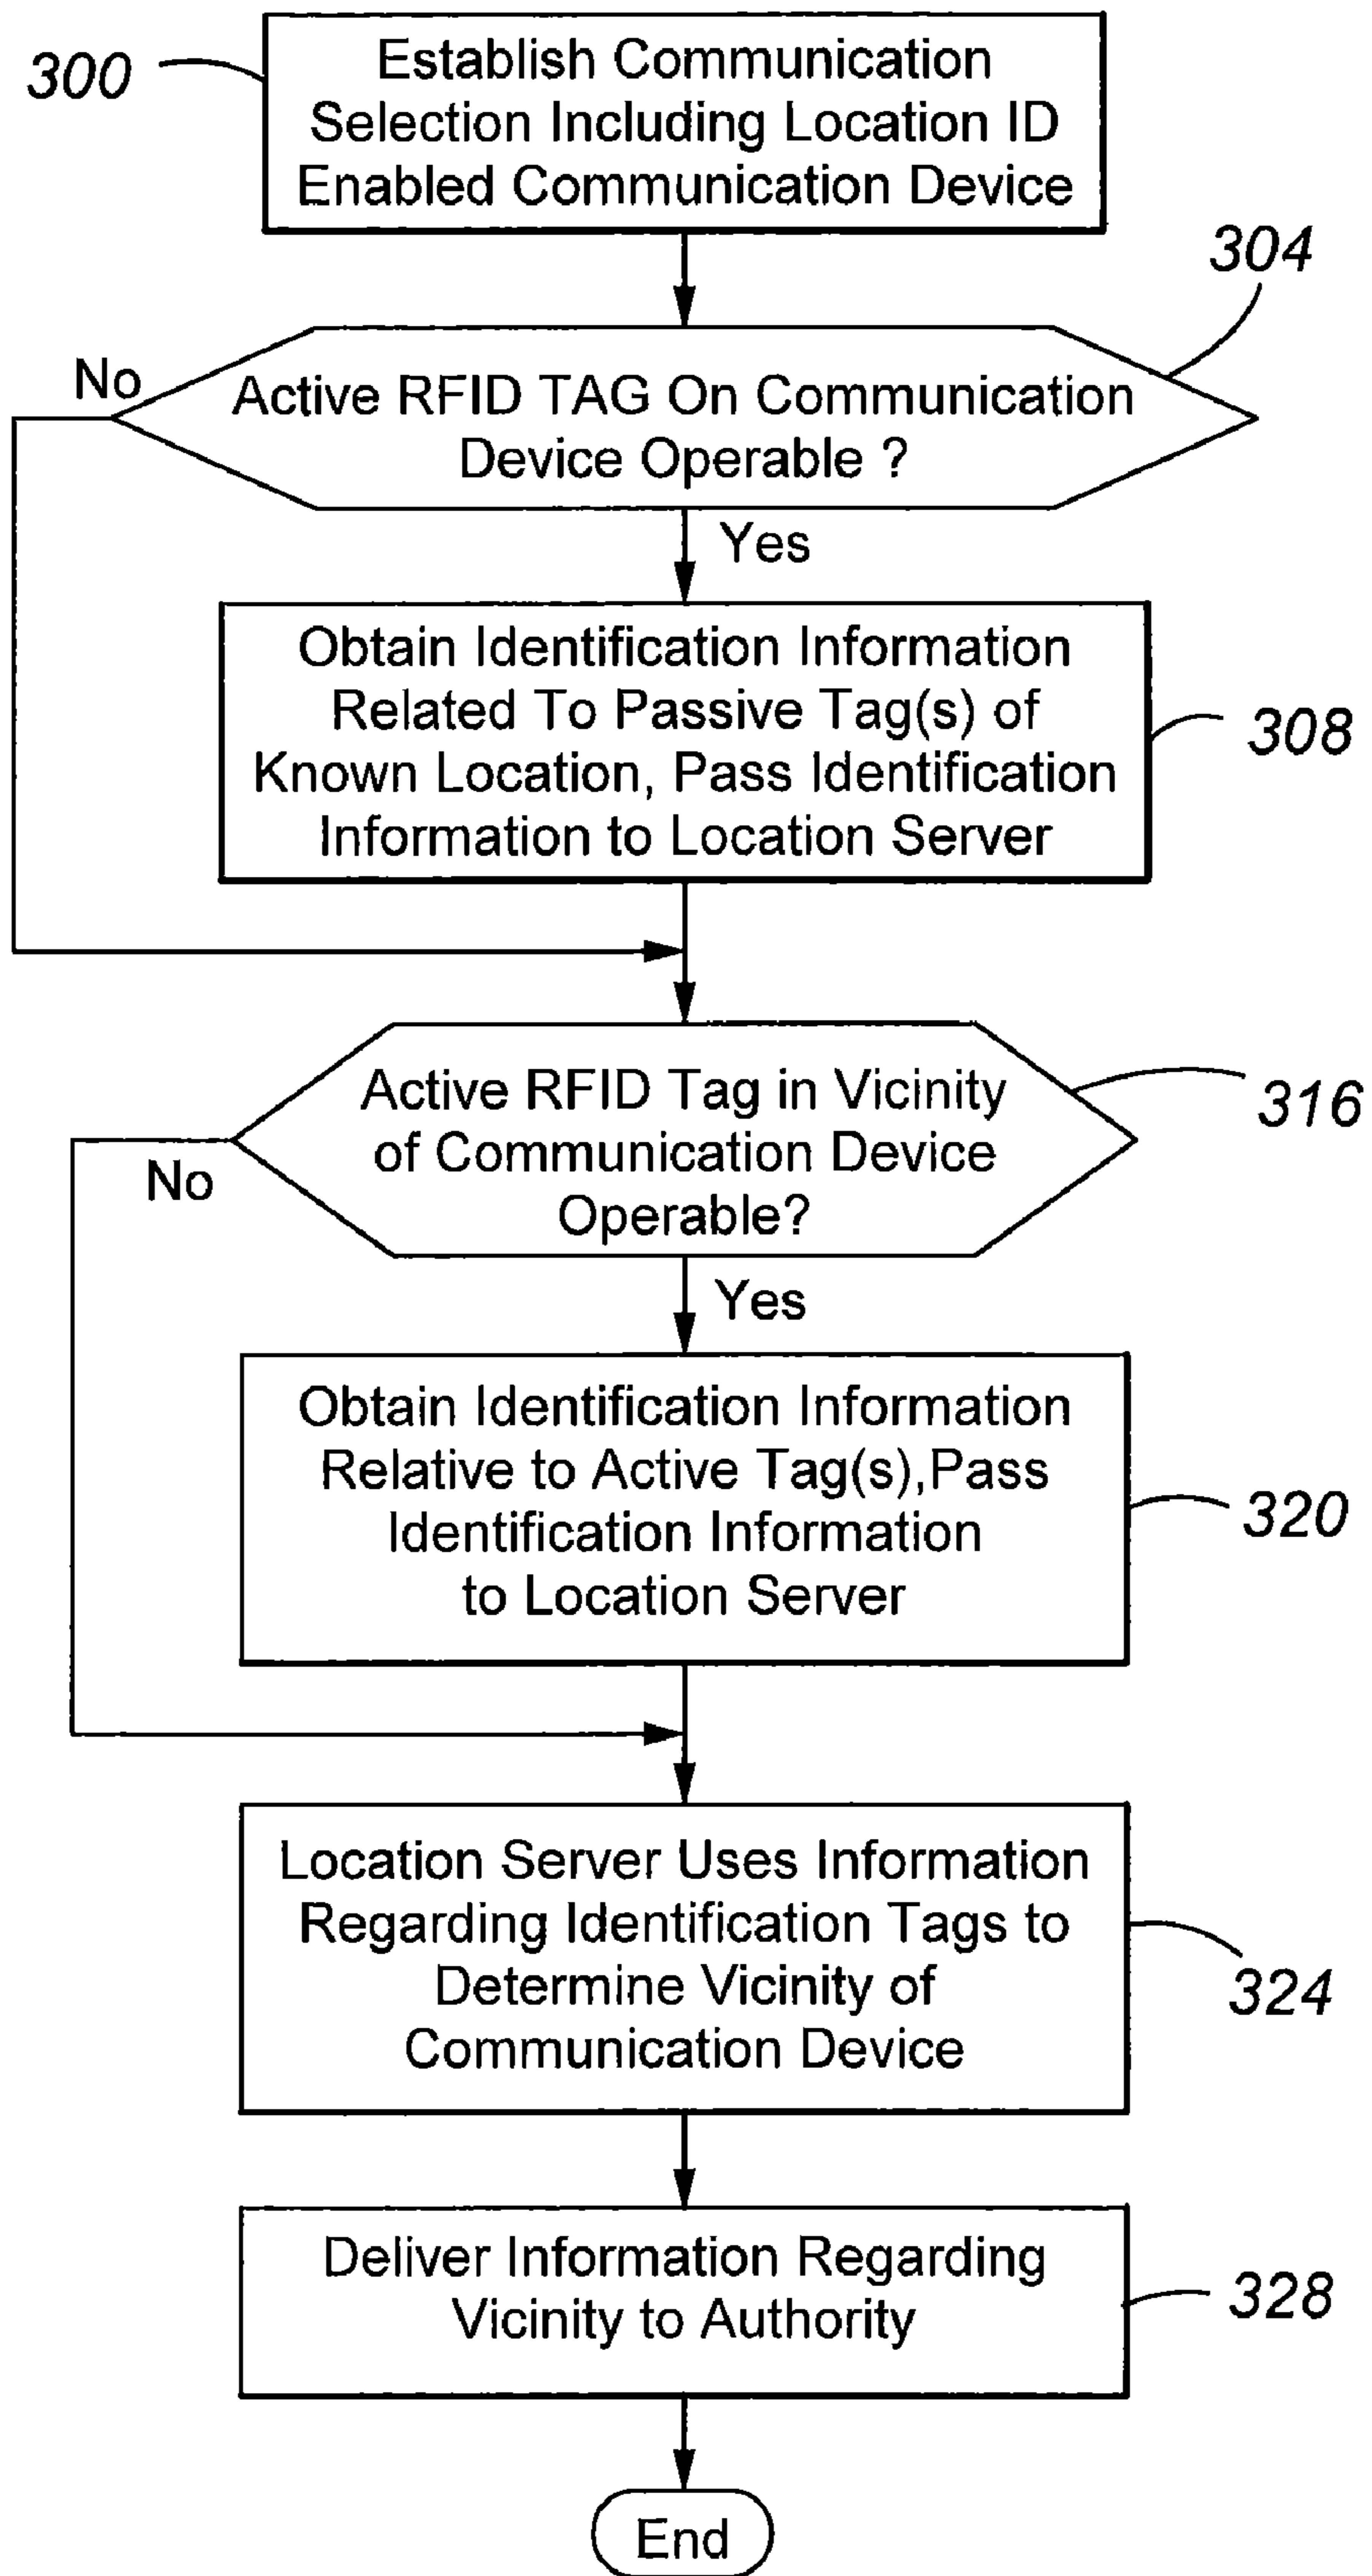 300
Establish Communication
Selection Including Location ID
Enabled Communication Device
304
No
Active RFID TAG On Communication
Device Operable ?
Yes
Obtain Identification Information
Related To Passive Tag(s) of
Known Location, Pass Identification
Information to Location Server
308
Active RFID Tag in Vicinity
of Communication Device
Operable?
316
No
Yes
Obtain Identification Information
Relative to Active Tag(s),Pass
Identification Information
to Location Server
320
Location Server Uses Information
Regarding Identification Tags to
Determine Vicinity of
Communication Device
324
Deliver Information Regarding
Vicinity to Authority
328
End